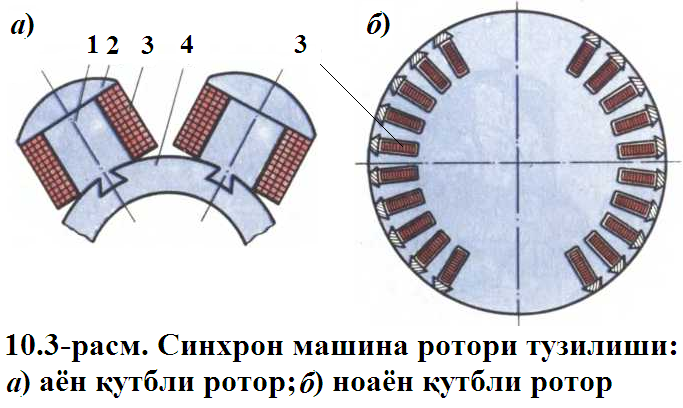 а) б)
1 2 3 4 3
10.3-расм. Синхрон машина ротори тузилиши:
а) аён қутбли ротор; б) ноаён қутбли ротор